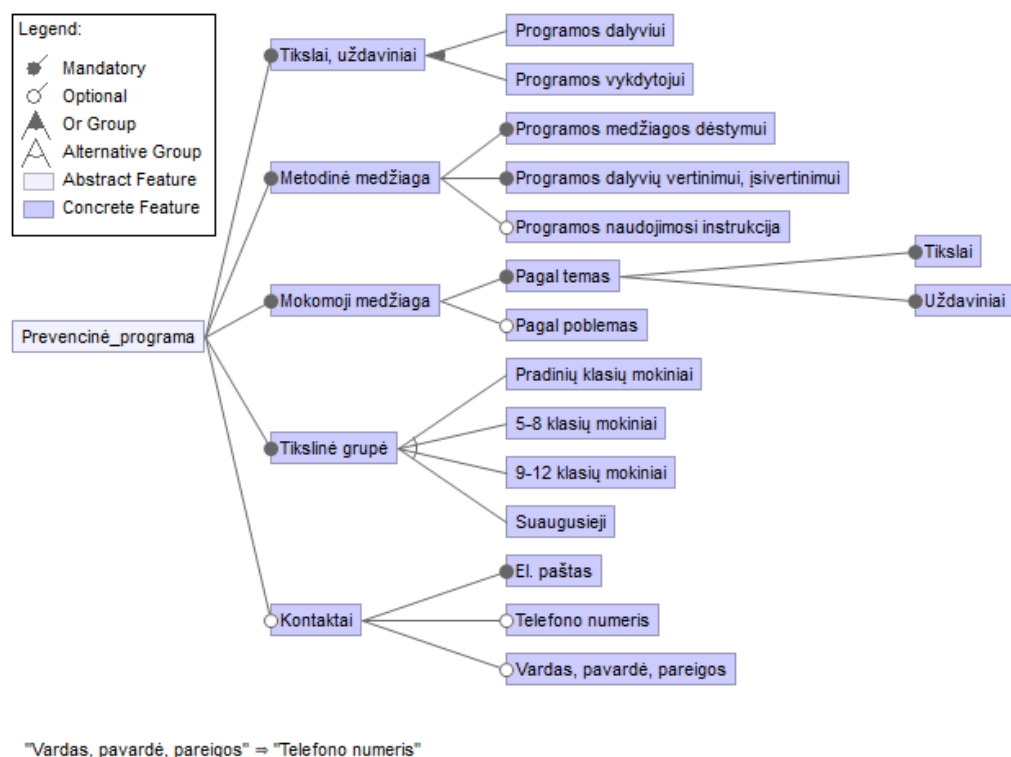 Legend:
Mandatory
Optional
Or Group
Alternative Group
Abstract Feature
Concrete Feature
Prevencinė_programa
Tikslai, uždaviniai
Programos dalyviui
Programos vykdytojui
Metodinė medžiaga
Programos medžiagos dėstymui
Programos dalyvių vertinimui, įsivertinimui
Programos naudojimosi instrukcija
Mokomoji medžiaga
Pagal temas
Tikslai
Uždaviniai
Pagal poblemas
Tikslinė grupė
Pradinių klasių mokiniai
5-8 klasių mokiniai
9-12 klasių mokiniai
Suaugusieji
Kontaktai
El. paštas
Telefono numeris
Vardas, pavardė, pareigos
"Vardas, pavardė, pareigos" ⇒ "Telefono numeris"